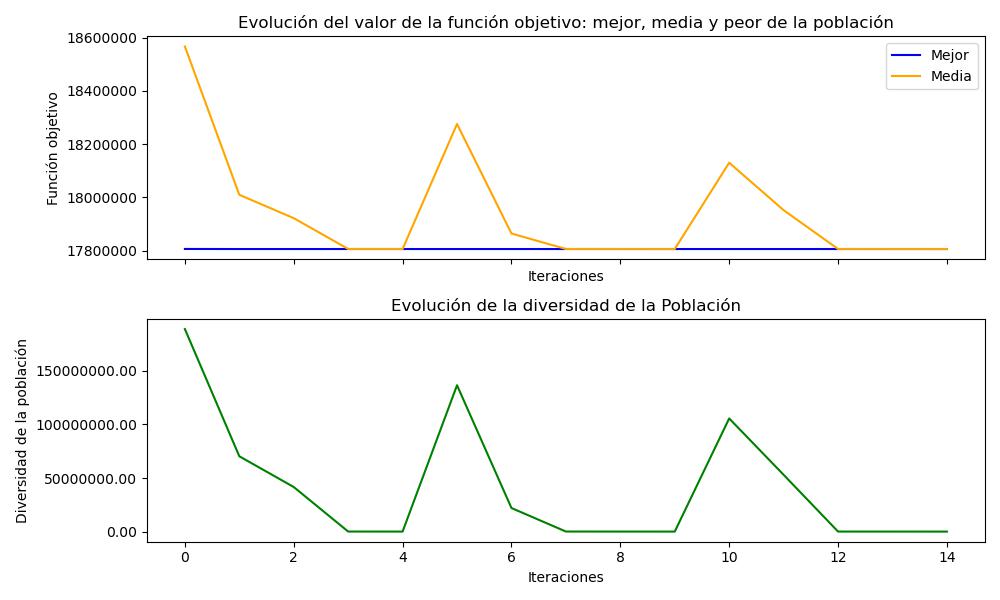 Evolución del valor de la función objetivo: mejor, media y peor de la población
18600000
18400000
18200000
18000000
17800000
Función objetivo
Mejor
Media
Iteraciones
Evolución de la diversidad de la Población
150000000.00
100000000.00
50000000.00
0.00
Diversidad de la población
0 2 4 6 8 10 12 14
Iteraciones